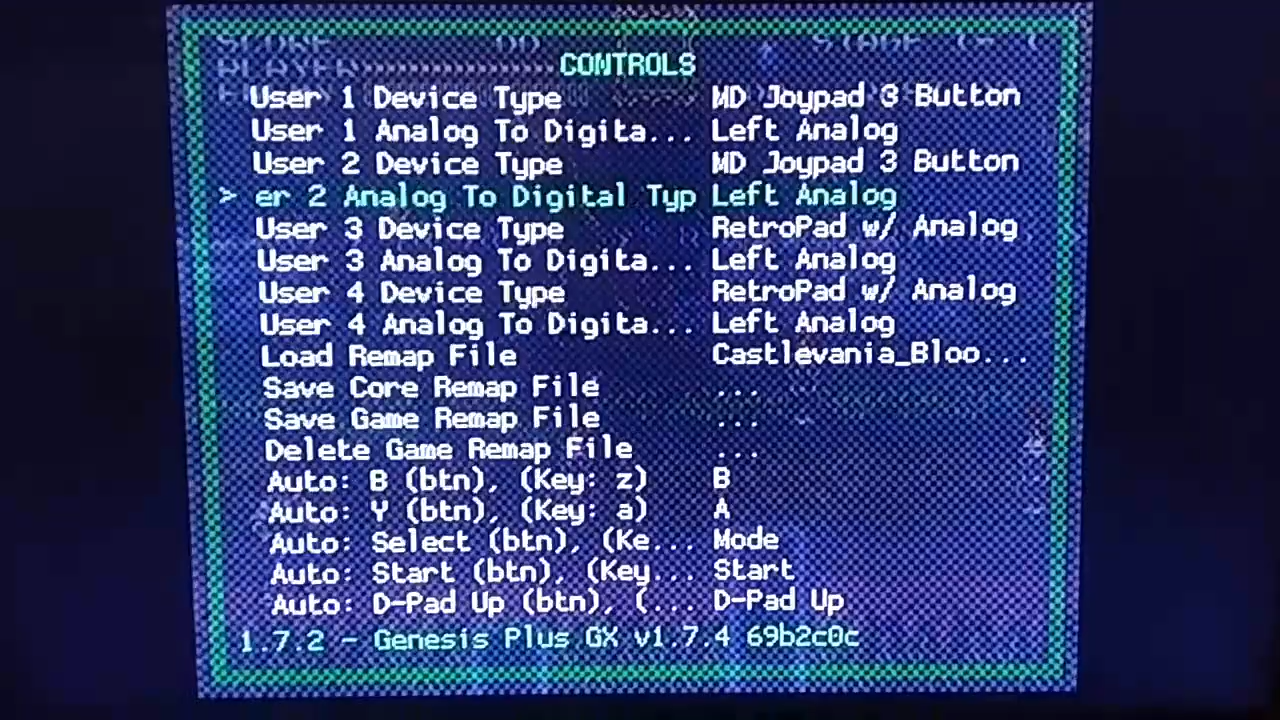 SCORE STAGE
PLAYER
CONTROLS
User 1 Device Type MD Joypad 3 Button
User 1 Analog To Digita... Left Analog
User 2 Device Type MD Joypad 3 Button
> er 2 Analog To Digital Typ Left Analog
User 3 Device Type RetroPad w/ Analog
User 3 Analog To Digita... Left Analog
User 4 Device Type RetroPad w/ Analog
User 4 Analog To Digita... Left Analog
Load Remap File Castlevania_Bloo...
Save Core Remap File ...
Save Game Remap File ...
Delete Game Remap File ...
Auto: B (btn), (Key: z) B
Auto: Y (btn), (Key: a) A
Auto: Select (btn), (Ke... Mode
Auto: Start (btn), (Key... Start
Auto: D-Pad Up (btn), (... D-Pad Up
1.7.2 - Genesis Plus GX v1.7.4 69b2c0c